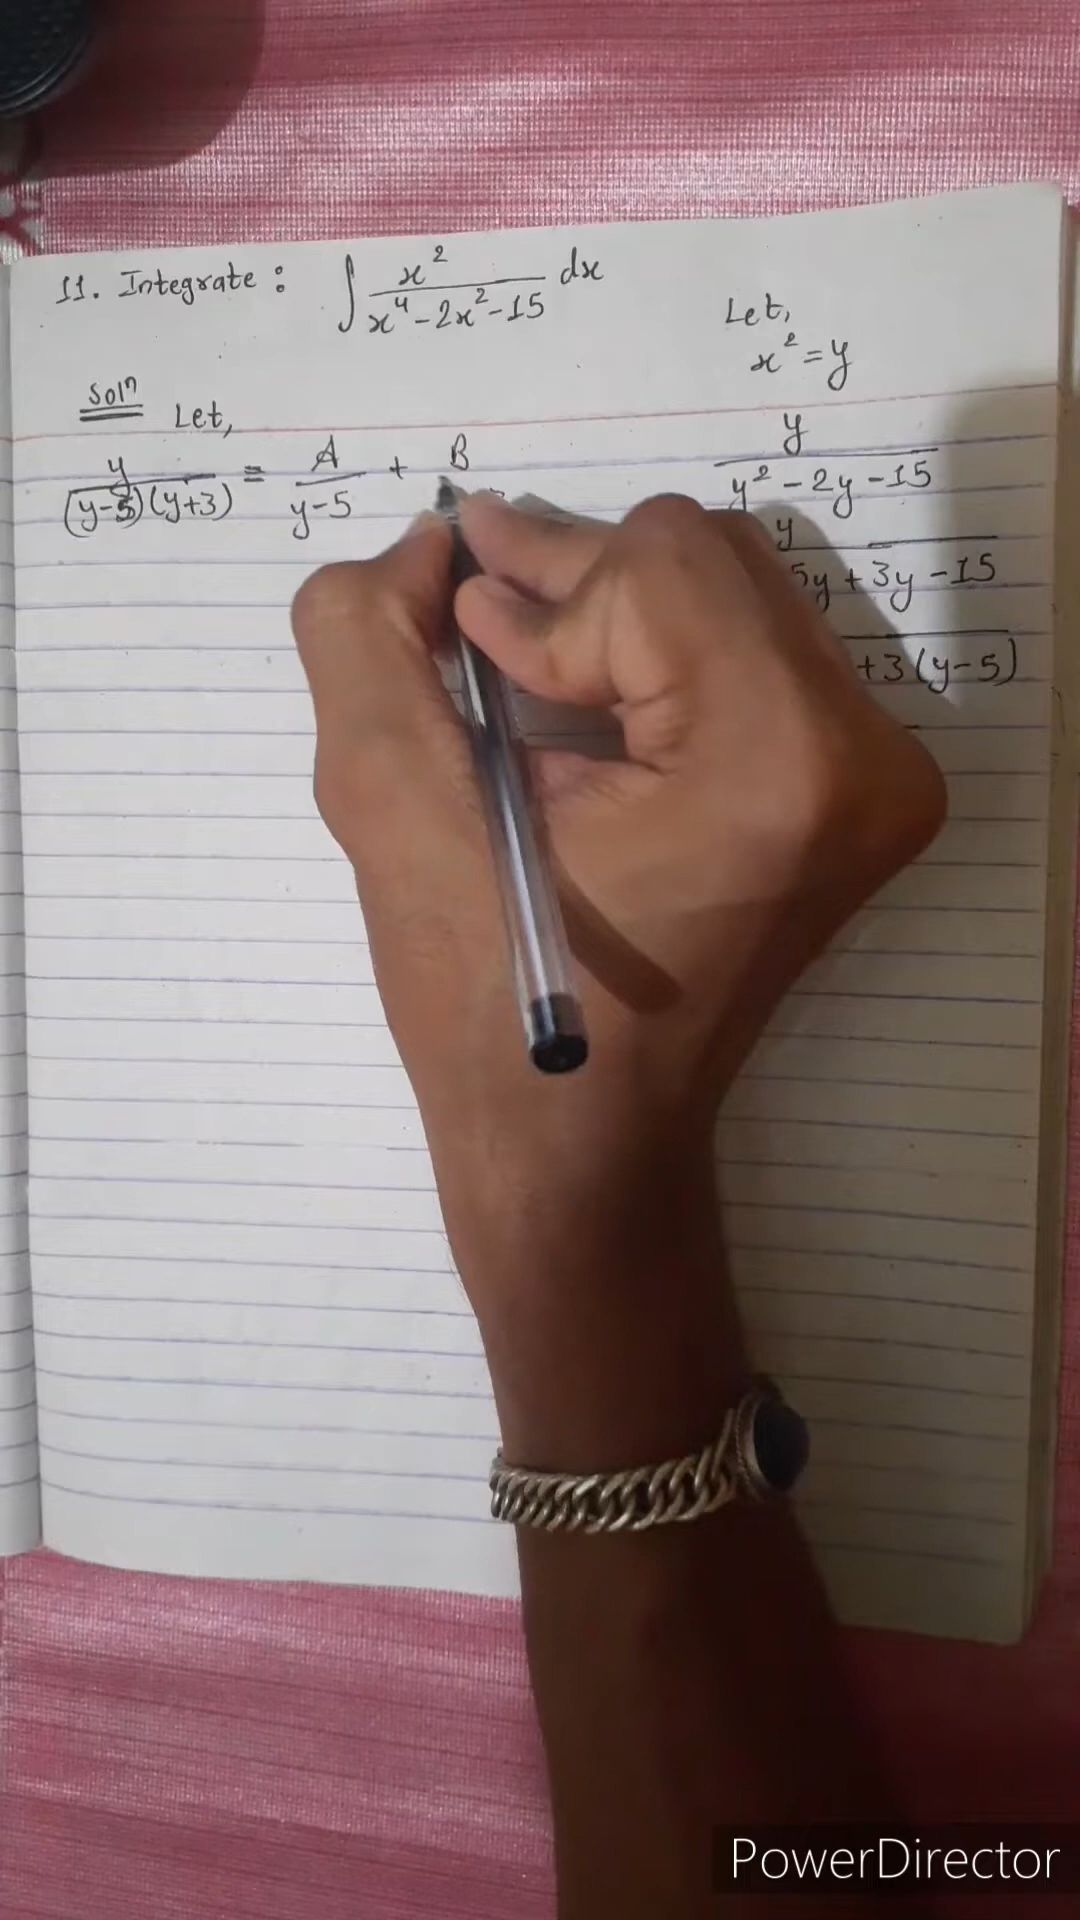 11. Integrate : ∫ x²/(x⁴-2x²-15) dx
Let,
x² = y
Solⁿ Let,
y/((y-5)(y+3)) = A/(y-5) + B
y/(y²-2y-15)
y
5y+3y-15
+3(y-5)
PowerDirector